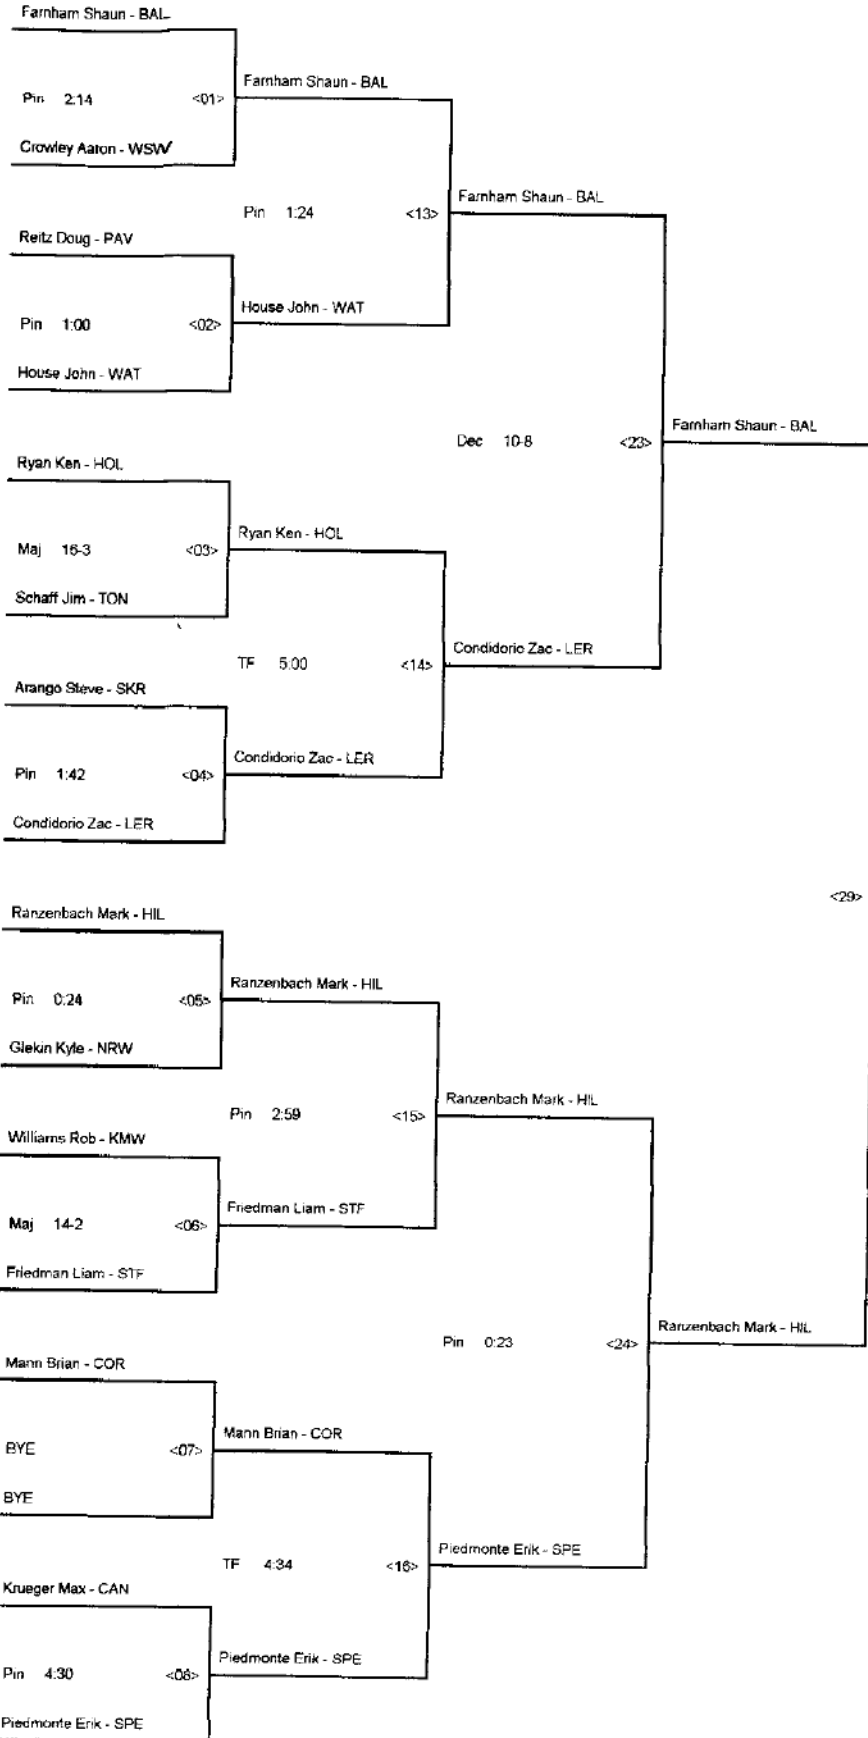 Farnham Shaun - BAL
Farnham Shaun - BAL
Pin 2:14 <01>
Crowley Aaron - WSW
Farnham Shaun - BAL
Pin 1:24 <13>
Reitz Doug - PAV
House John - WAT
Pin 1:00 <02>
House John - WAT
Farnham Shaun - BAL
Dec 10-8 <23>
Ryan Ken - HOL
Ryan Ken - HOL
Maj 16-3 <03>
Schaff Jim - TON
Condidorio Zac - LER
TF 5:00 <14>
Arango Steve - SKR
Condidorio Zac - LER
Pin 1:42 <04>
Condidorio Zac - LER
<29>
Ranzenbach Mark - HIL
Ranzenbach Mark - HIL
Pin 0:24 <05>
Glekin Kyle - NRW
Ranzenbach Mark - HIL
Pin 2:59 <15>
Williams Rob - KMW
Friedman Liam - STF
Maj 14-2 <06>
Friedman Liam - STF
Ranzenbach Mark - HIL
Pin 0:23 <24>
Mann Brian - COR
Mann Brian - COR
BYE <07>
BYE
Piedmonte Erik - SPE
TF 4:34 <16>
Krueger Max - CAN
Piedmonte Erik - SPE
Pin 4:30 <08>
Piedmonte Erik - SPE